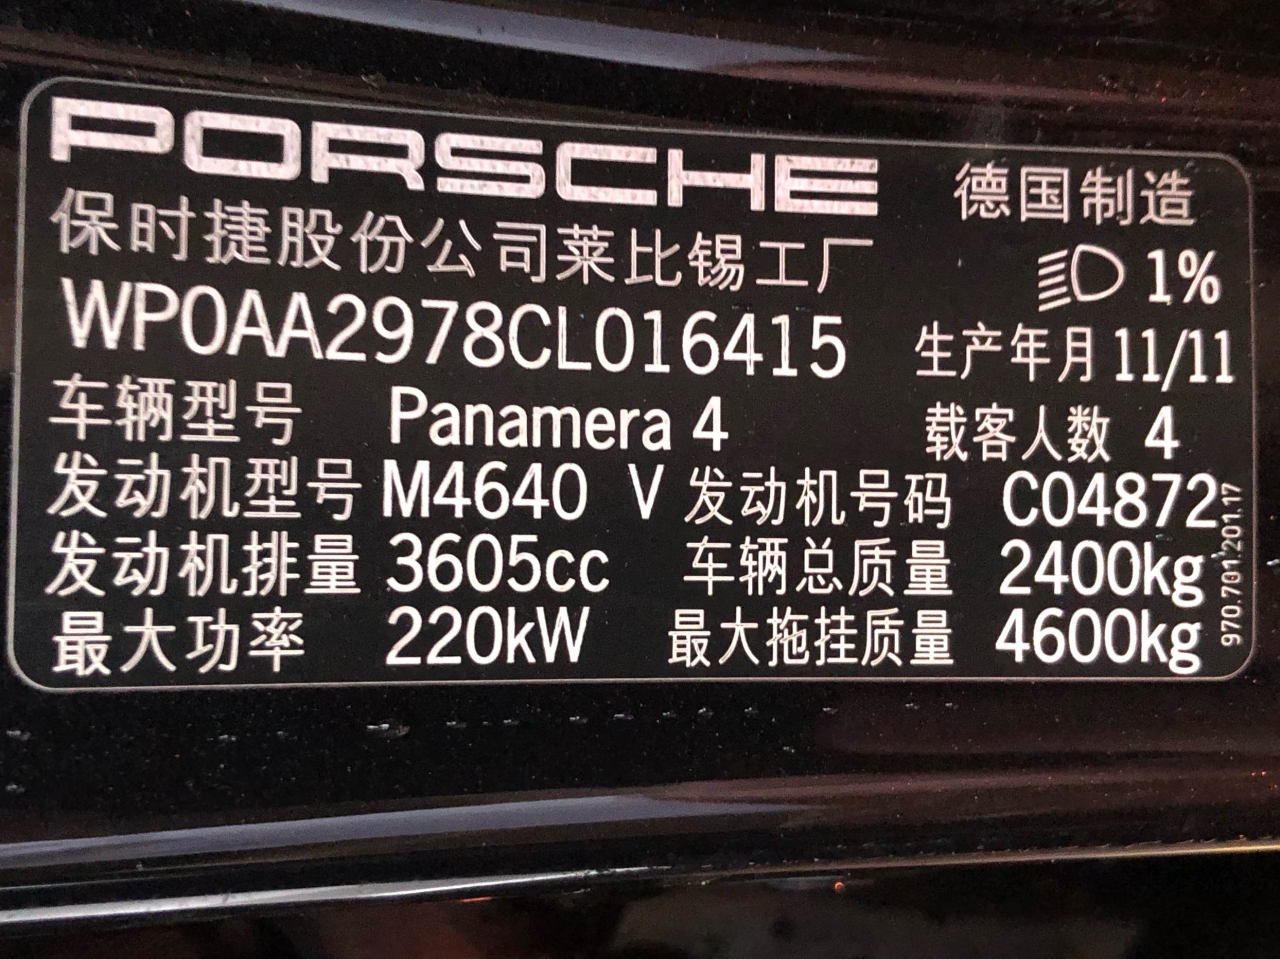 PORSCHE 德国制造
保时捷股份公司莱比锡工厂 1%
WP0AA2978CL016415 生产年月 11/11
车辆型号 Panamera 4 载客人数 4
发动机型号 M4640 V 发动机号码 C04872
发动机排量 3605cc 车辆总质量 2400kg
最大功率 220kW 最大拖挂质量 4600kg
970.701.201.17